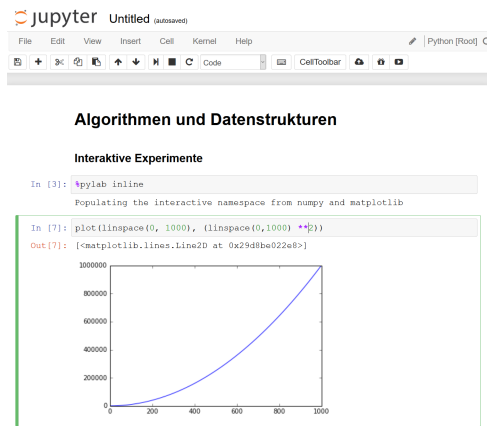 jupyter Untitled (autosaved)
File Edit View Insert Cell Kernel Help Python [Root]
Code CellToolbar
Algorithmen und Datenstrukturen
Interaktive Experimente
In [3]: %pylab inline
Populating the interactive namespace from numpy and matplotlib
In [7]: plot(linspace(0, 1000), (linspace(0,1000) **2))
Out[7]: [<matplotlib.lines.Line2D at 0x29d8be022e8>]
1000000
800000
600000
400000
200000
0
0 200 400 600 800 1000